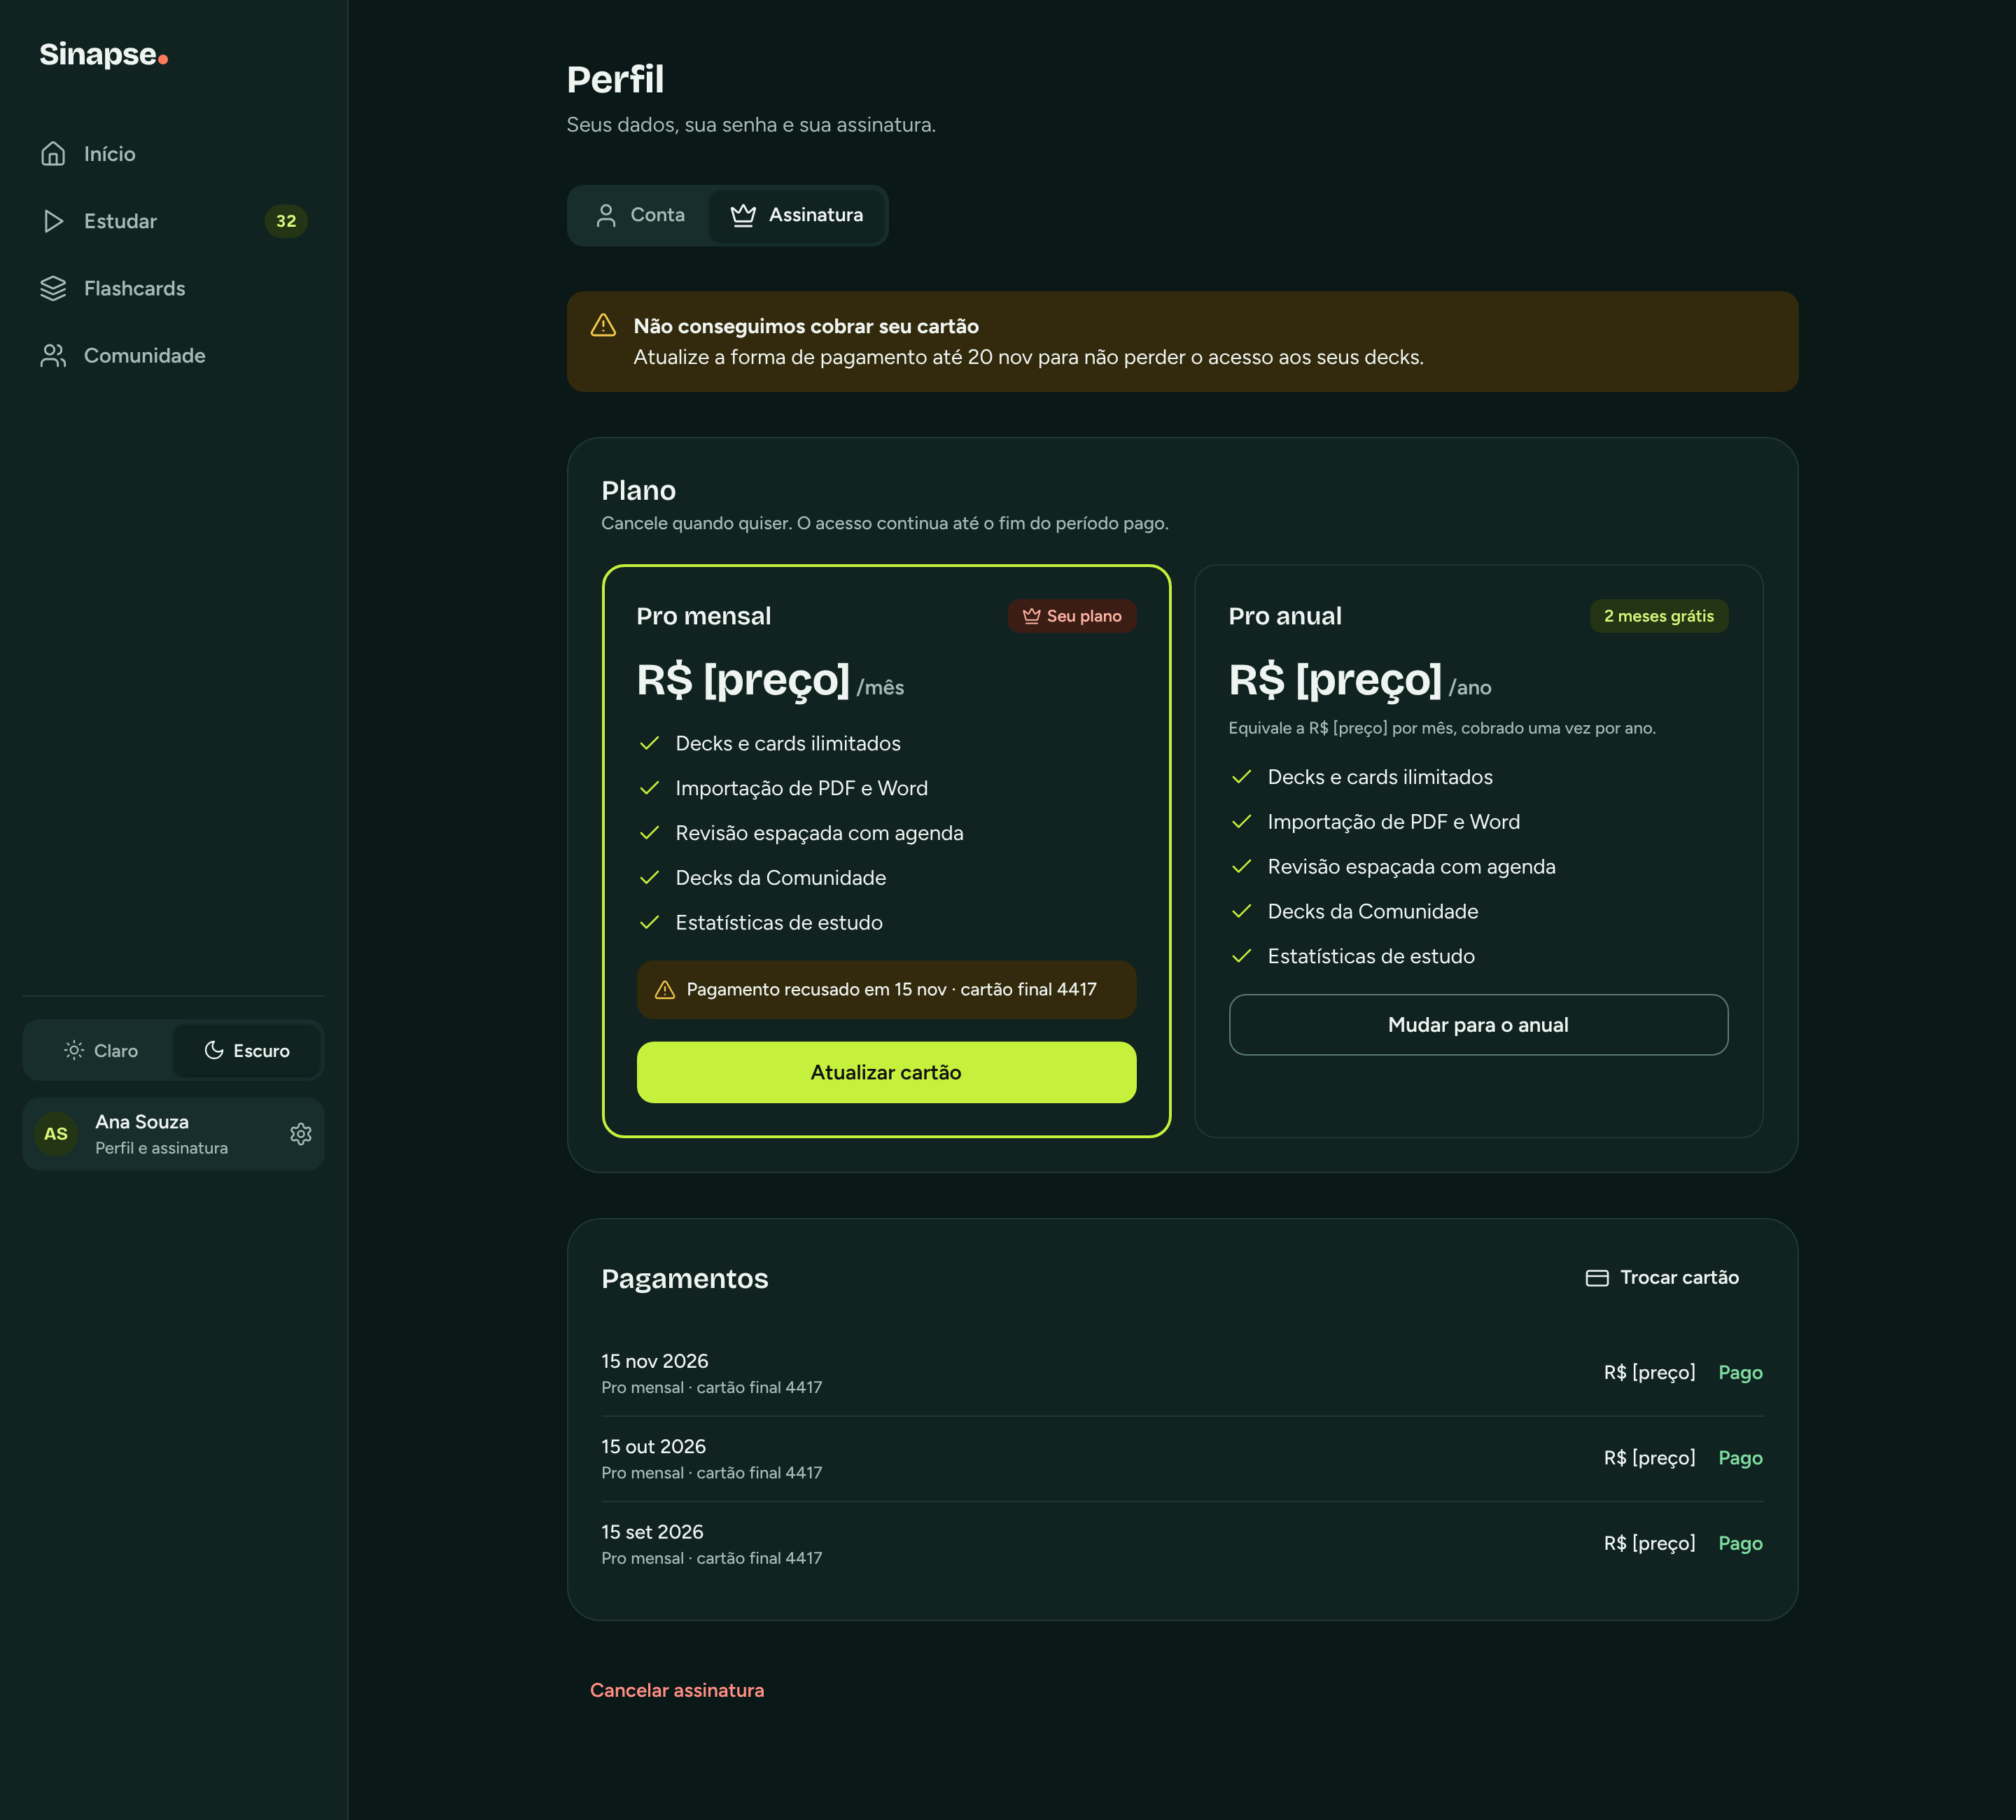 Sinapse.
Início
Estudar 32
Flashcards
Comunidade
Claro Escuro
AS Ana Souza
Perfil e assinatura
Perfil
Seus dados, sua senha e sua assinatura.
Conta Assinatura
Não conseguimos cobrar seu cartão
Atualize a forma de pagamento até 20 nov para não perder o acesso aos seus decks.
Plano
Cancele quando quiser. O acesso continua até o fim do período pago.
Pro mensal Seu plano
R$ [preço] /mês
Decks e cards ilimitados
Importação de PDF e Word
Revisão espaçada com agenda
Decks da Comunidade
Estatísticas de estudo
Pagamento recusado em 15 nov · cartão final 4417
Atualizar cartão
Pro anual 2 meses grátis
R$ [preço] /ano
Equivale a R$ [preço] por mês, cobrado uma vez por ano.
Decks e cards ilimitados
Importação de PDF e Word
Revisão espaçada com agenda
Decks da Comunidade
Estatísticas de estudo
Mudar para o anual
Pagamentos Trocar cartão
15 nov 2026
Pro mensal · cartão final 4417
R$ [preço] Pago
15 out 2026
Pro mensal · cartão final 4417
R$ [preço] Pago
15 set 2026
Pro mensal · cartão final 4417
R$ [preço] Pago
Cancelar assinatura